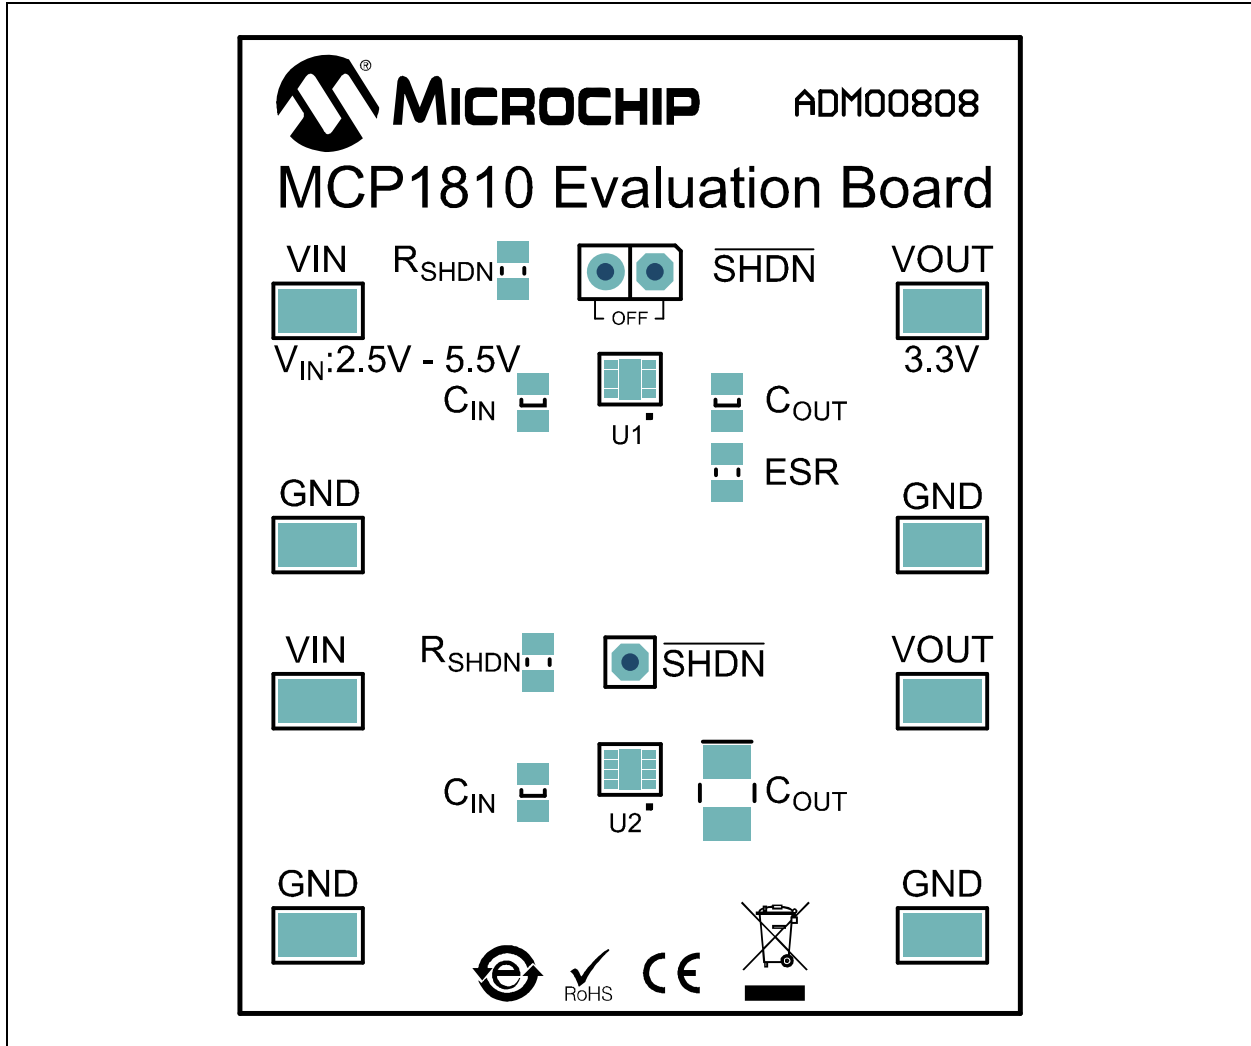 MICROCHIP
®
ADM00808
MCP1810 Evaluation Board
VIN
RSHDN
SHDN
VOUT
OFF
VIN:2.5V - 5.5V
3.3V
CIN
U1
COUT
ESR
GND
GND
VIN
RSHDN
SHDN
VOUT
CIN
U2
COUT
GND
GND
e
RoHS
CE